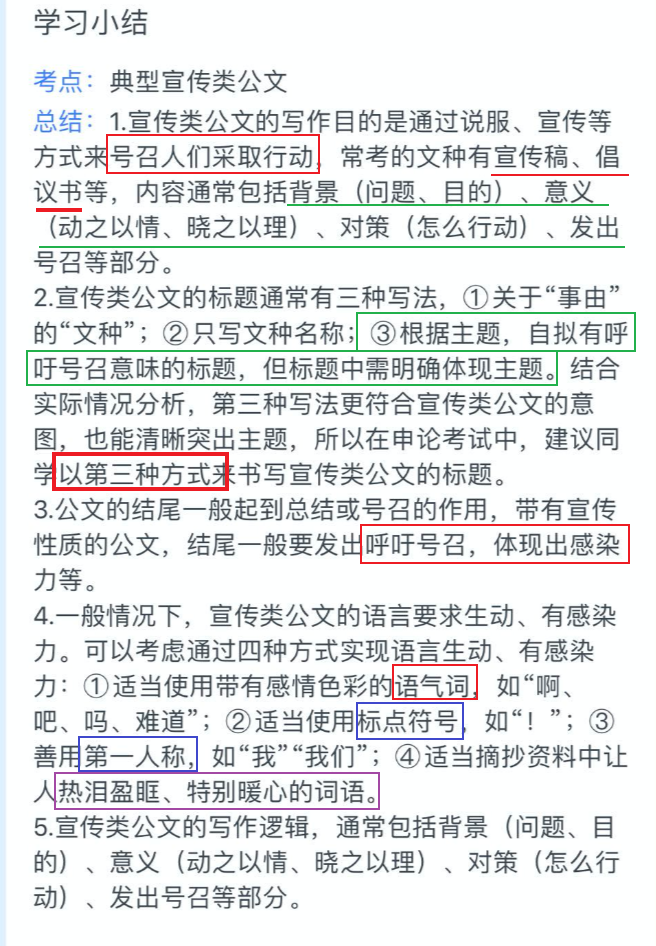 学习小结
考点：典型宣传类公文
总结：1.宣传类公文的写作目的是通过说服、宣传等
方式来号召人们采取行动，常考的文种有宣传稿、倡
议书等，内容通常包括背景（问题、目的）、意义
（动之以情、晓之以理）、对策（怎么行动）、发出
号召等部分。
2.宣传类公文的标题通常有三种写法，①关于“事由”
的“文种”；②只写文种名称；③根据主题，自拟有呼
吁号召意味的标题，但标题中需明确体现主题。结合
实际情况分析，第三种写法更符合宣传类公文的意
图，也能清晰突出主题，所以在申论考试中，建议同
学以第三种方式来书写宣传类公文的标题。
3.公文的结尾一般起到总结或号召的作用，带有宣传
性质的公文，结尾一般要发出呼吁号召，体现出感染
力等。
4.一般情况下，宣传类公文的语言要求生动、有感染
力。可以考虑通过四种方式实现语言生动、有感染
力：①适当使用带有感情色彩的语气词，如“啊、
吧、吗、难道”；②适当使用标点符号，如“！”；③
善用第一人称，如“我”“我们”；④适当摘抄资料中让
人热泪盈眶、特别暖心的词语。
5.宣传类公文的写作逻辑，通常包括背景（问题、目
的）、意义（动之以情、晓之以理）、对策（怎么行
动）、发出号召等部分。